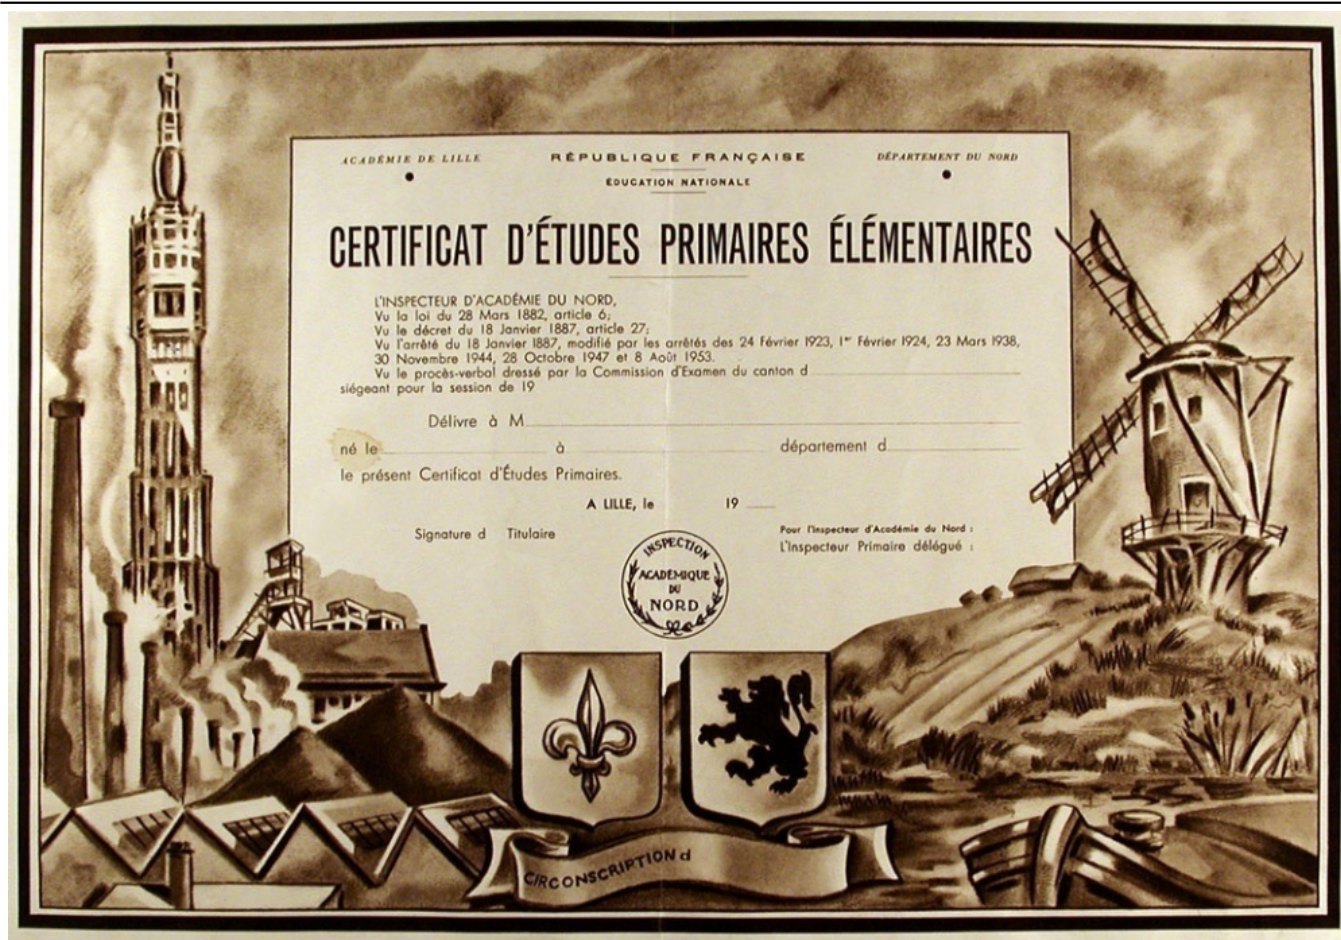 ACADÉMIE DE LILLE
RÉPUBLIQUE FRANÇAISE
DÉPARTEMENT DU NORD
ÉDUCATION NATIONALE
CERTIFICAT D'ÉTUDES PRIMAIRES ÉLÉMENTAIRES
L'INSPECTEUR D'ACADÉMIE DU NORD,
Vu la loi du 28 Mars 1882, article 6;
Vu le décret du 18 Janvier 1887, article 27;
Vu l'arrêté du 18 Janvier 1887, modifié par les arrêtés des 24 Février 1923, 1er Février 1924, 23 Mars 1938,
30 Novembre 1944, 28 Octobre 1947 et 8 Août 1953.
Vu le procès-verbal dressé par la Commission d'Examen du canton d
siégeant pour la session de 19
Délivre à M
né le à département d
le présent Certificat d'Études Primaires.
A LILLE, le 19
Signature d Titulaire
Pour l'Inspecteur d'Académie du Nord :
L'Inspecteur Primaire délégué :
INSPECTION
ACADÉMIQUE
DU
NORD
CIRCONSCRIPTION d